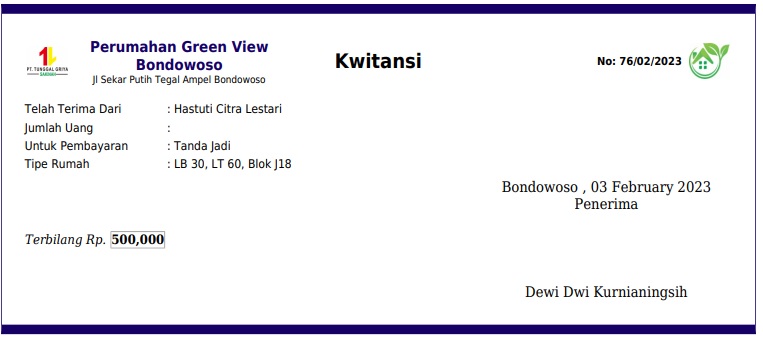 PT. TUNGGAL GRIYA
SAKINAH
Perumahan Green View
Bondowoso
Jl Sekar Putih Tegal Ampel Bondowoso
Kwitansi
No: 76/02/2023
Telah Terima Dari : Hastuti Citra Lestari
Jumlah Uang :
Untuk Pembayaran : Tanda Jadi
Tipe Rumah : LB 30, LT 60, Blok J18
Bondowoso , 03 February 2023
Penerima
Terbilang Rp. 500,000
Dewi Dwi Kurnianingsih